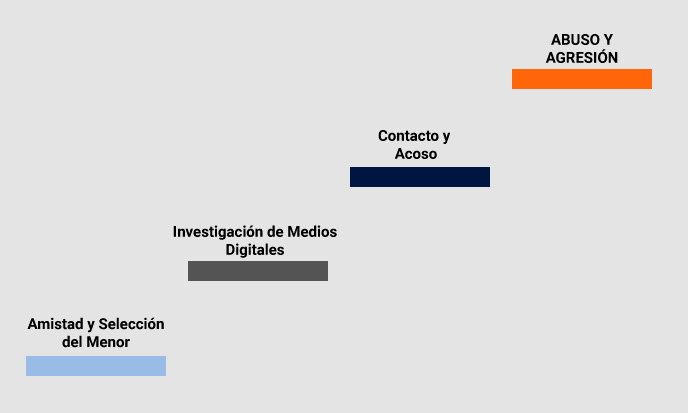 ABUSO Y
AGRESIÓN
Contacto y
Acoso
Investigación de Medios
Digitales
Amistad y Selección
del Menor